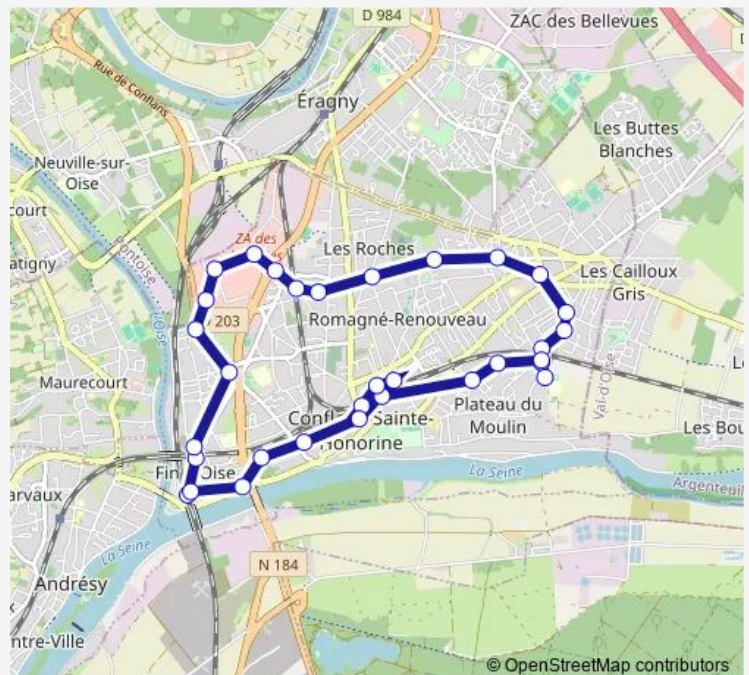 D 984
ZAC des Bellevues
Rue de Conflans
Éragny
Les Buttes
Blanches
Neuville-sur-
Oise
court
Pontoise
ZA des
Les Roches
atigny
Les Cailloux
Gris
L'Oise
203
Romagné-Renouveau
Val-d'Oise
Maurecourt
Plateau du
Moulin
Sainte-
Honorine
Les Bou
Fin
Oise
La Seine
Argenteuil
arvaux
La Seine
N 184
Andrésy
ntre-Ville
© OpenStreetMap contributors